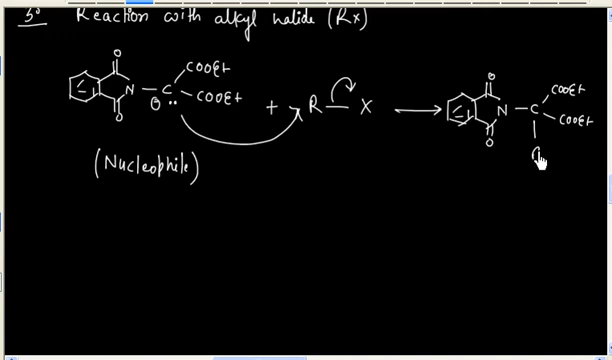 3° Reaction with alkyl halide (Rx)
O COOEt O COOEt
N — C N — C
⊖ •• COOEt + R — X → COOEt
O O
(Nucleophile)